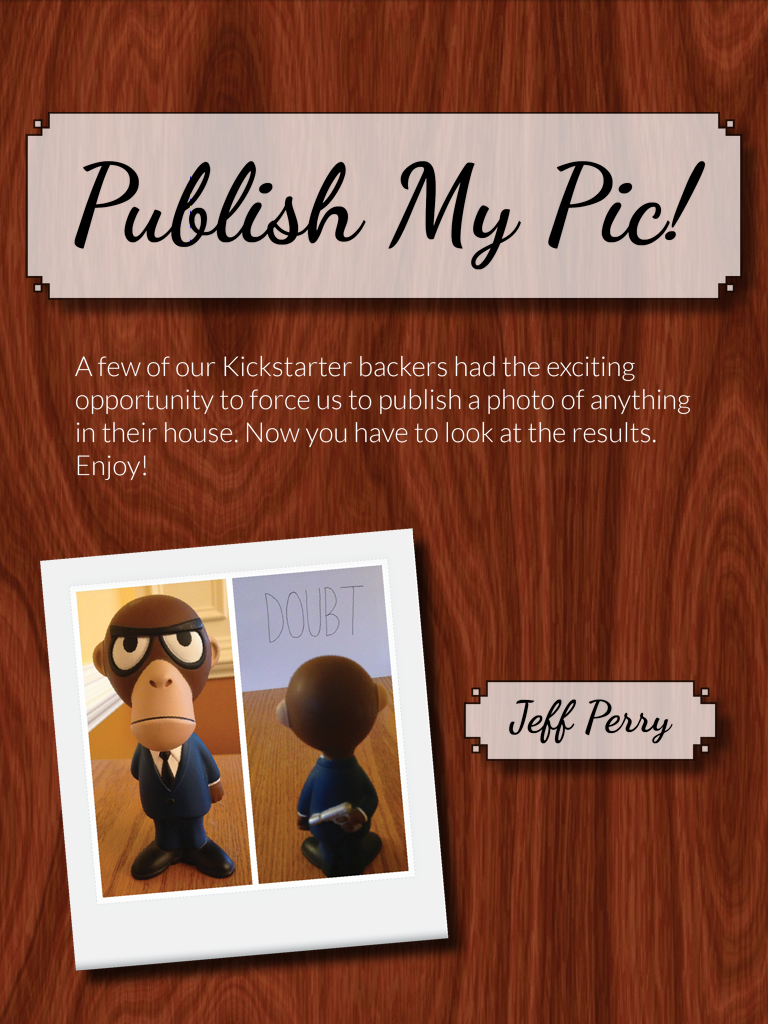 Publish My Pic!
A few of our Kickstarter backers had the exciting
opportunity to force us to publish a photo of anything
in their house. Now you have to look at the results.
Enjoy!
DOUBT
Jeff Perry